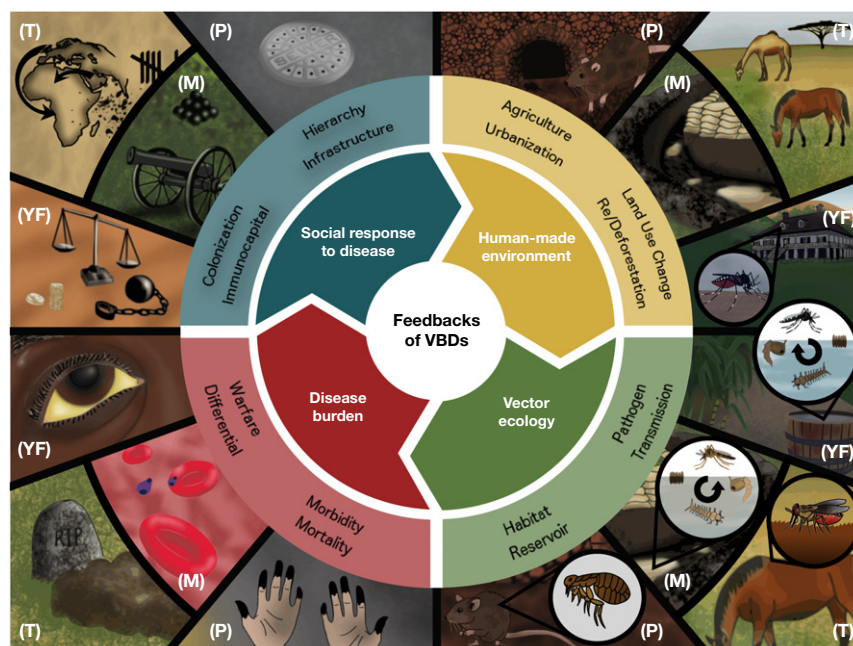 (T)
(P)
(P)
(T)
(M)
(M)
Hierarchy
Infrastructure
Agriculture
Urbanization
Colonization
Immunocapital
Land Use Change
Re/Deforestation
(YF)
(YF)
Social response
to disease
Human-made
environment
Feedbacks
of VBDs
Disease
burden
Vector
ecology
Warfare
Differential
Pathogen
Transmission
(YF)
(YF)
Morbidity
Mortality
Habitat
Reservoir
RIP
(M)
(M)
(T)
(P)
(P)
(T)